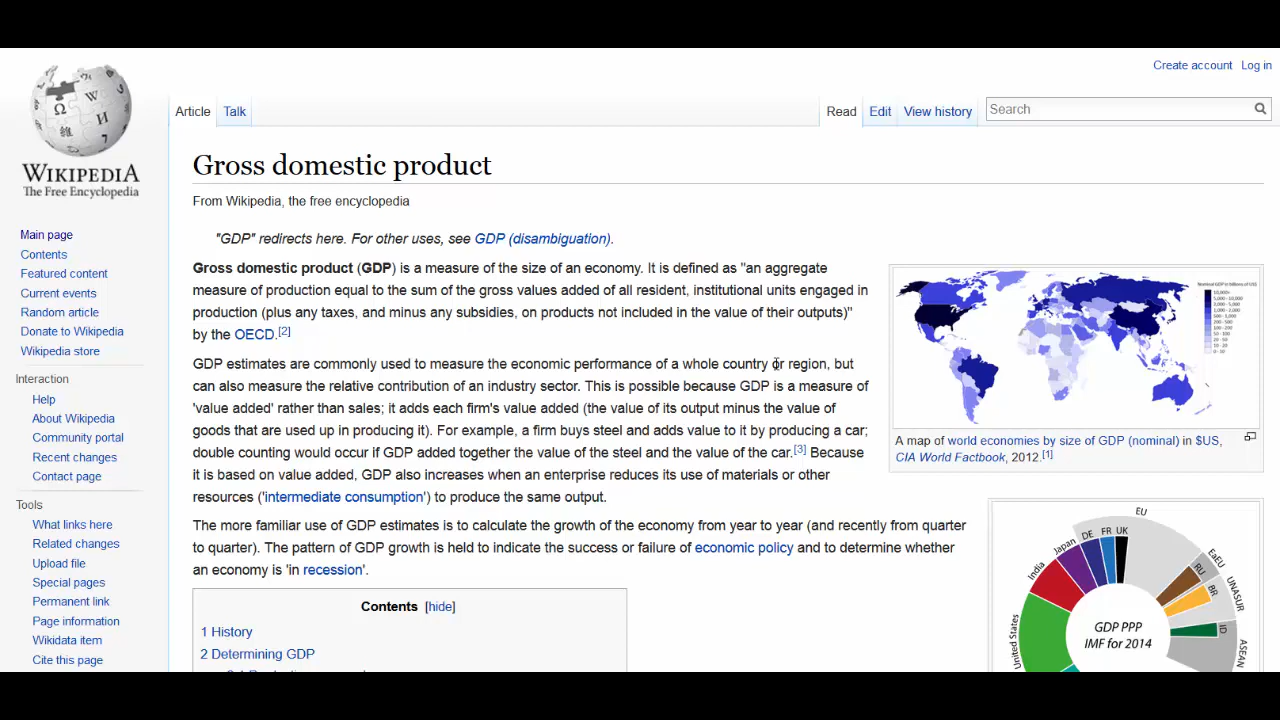 Create account Log in
Article Talk Read Edit View history Search
WIKIPEDIA
The Free Encyclopedia
Main page
Contents
Featured content
Current events
Random article
Donate to Wikipedia
Wikipedia store
Interaction
Help
About Wikipedia
Community portal
Recent changes
Contact page
Tools
What links here
Related changes
Upload file
Special pages
Permanent link
Page information
Wikidata item
Cite this page
Gross domestic product
From Wikipedia, the free encyclopedia
"GDP" redirects here. For other uses, see GDP (disambiguation).
Gross domestic product (GDP) is a measure of the size of an economy. It is defined as "an aggregate
measure of production equal to the sum of the gross values added of all resident, institutional units engaged in
production (plus any taxes, and minus any subsidies, on products not included in the value of their outputs)"
by the OECD.[2]
GDP estimates are commonly used to measure the economic performance of a whole country or region, but
can also measure the relative contribution of an industry sector. This is possible because GDP is a measure of
'value added' rather than sales; it adds each firm's value added (the value of its output minus the value of
goods that are used up in producing it). For example, a firm buys steel and adds value to it by producing a car;
double counting would occur if GDP added together the value of the steel and the value of the car.[3] Because
it is based on value added, GDP also increases when an enterprise reduces its use of materials or other
resources ('intermediate consumption') to produce the same output.
The more familiar use of GDP estimates is to calculate the growth of the economy from year to year (and recently from quarter
to quarter). The pattern of GDP growth is held to indicate the success or failure of economic policy and to determine whether
an economy is 'in recession'.
Contents [hide]
1 History
2 Determining GDP
A map of world economies by size of GDP (nominal) in $US,
CIA World Factbook, 2012.[1]
EU
UK
FR
DE
Japan
India
United States
EaEU
RU
UNASUR
BR
ID
ASEAN
GDP PPP
IMF for 2014